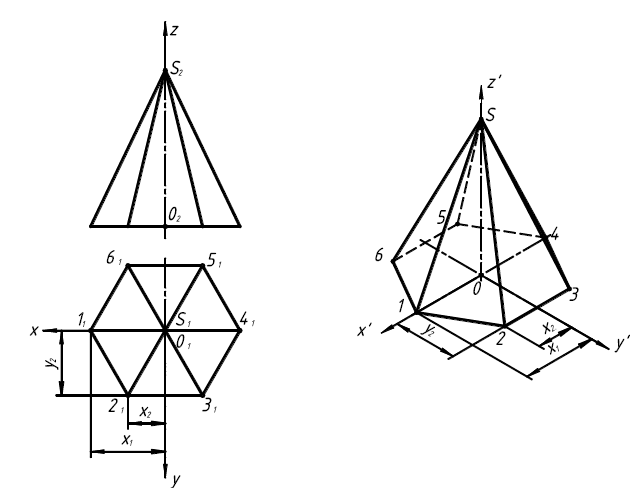 z
S₂
O₂
6₁
5₁
1₁
S₁
4₁
x
O₁
y₂
2₁
x₂
3₁
x₁
y
z'
S
5
4
6
O
3
1
x'
y₂
2
x₂
x₁
y'